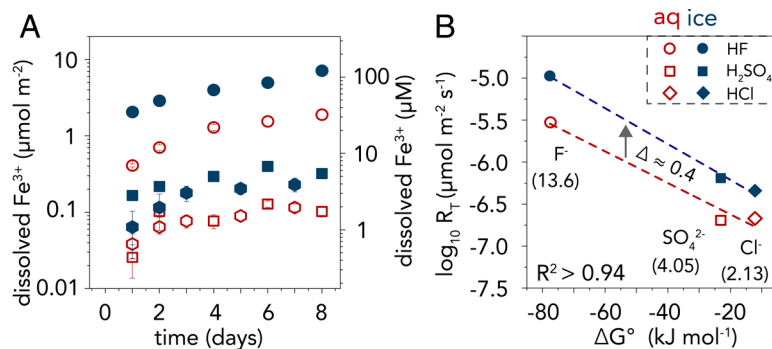 A
dissolved Fe³⁺ (μmol m⁻²)
10
1
0.1
0.01
0
2
4
6
8
time (days)
100
10
1
dissolved Fe³⁺ (μM)
B
aq ice
HF
H₂SO₄
HCl
log₁₀ R_T (μmol m⁻² s⁻¹)
-5.0
-5.5
-6.0
-6.5
-7.0
-7.5
F⁻
(13.6)
Δ ≈ 0.4
SO₄²⁻
(4.05)
Cl⁻
(2.13)
R² > 0.94
-80
-60
-40
-20
ΔG° (kJ mol⁻¹)